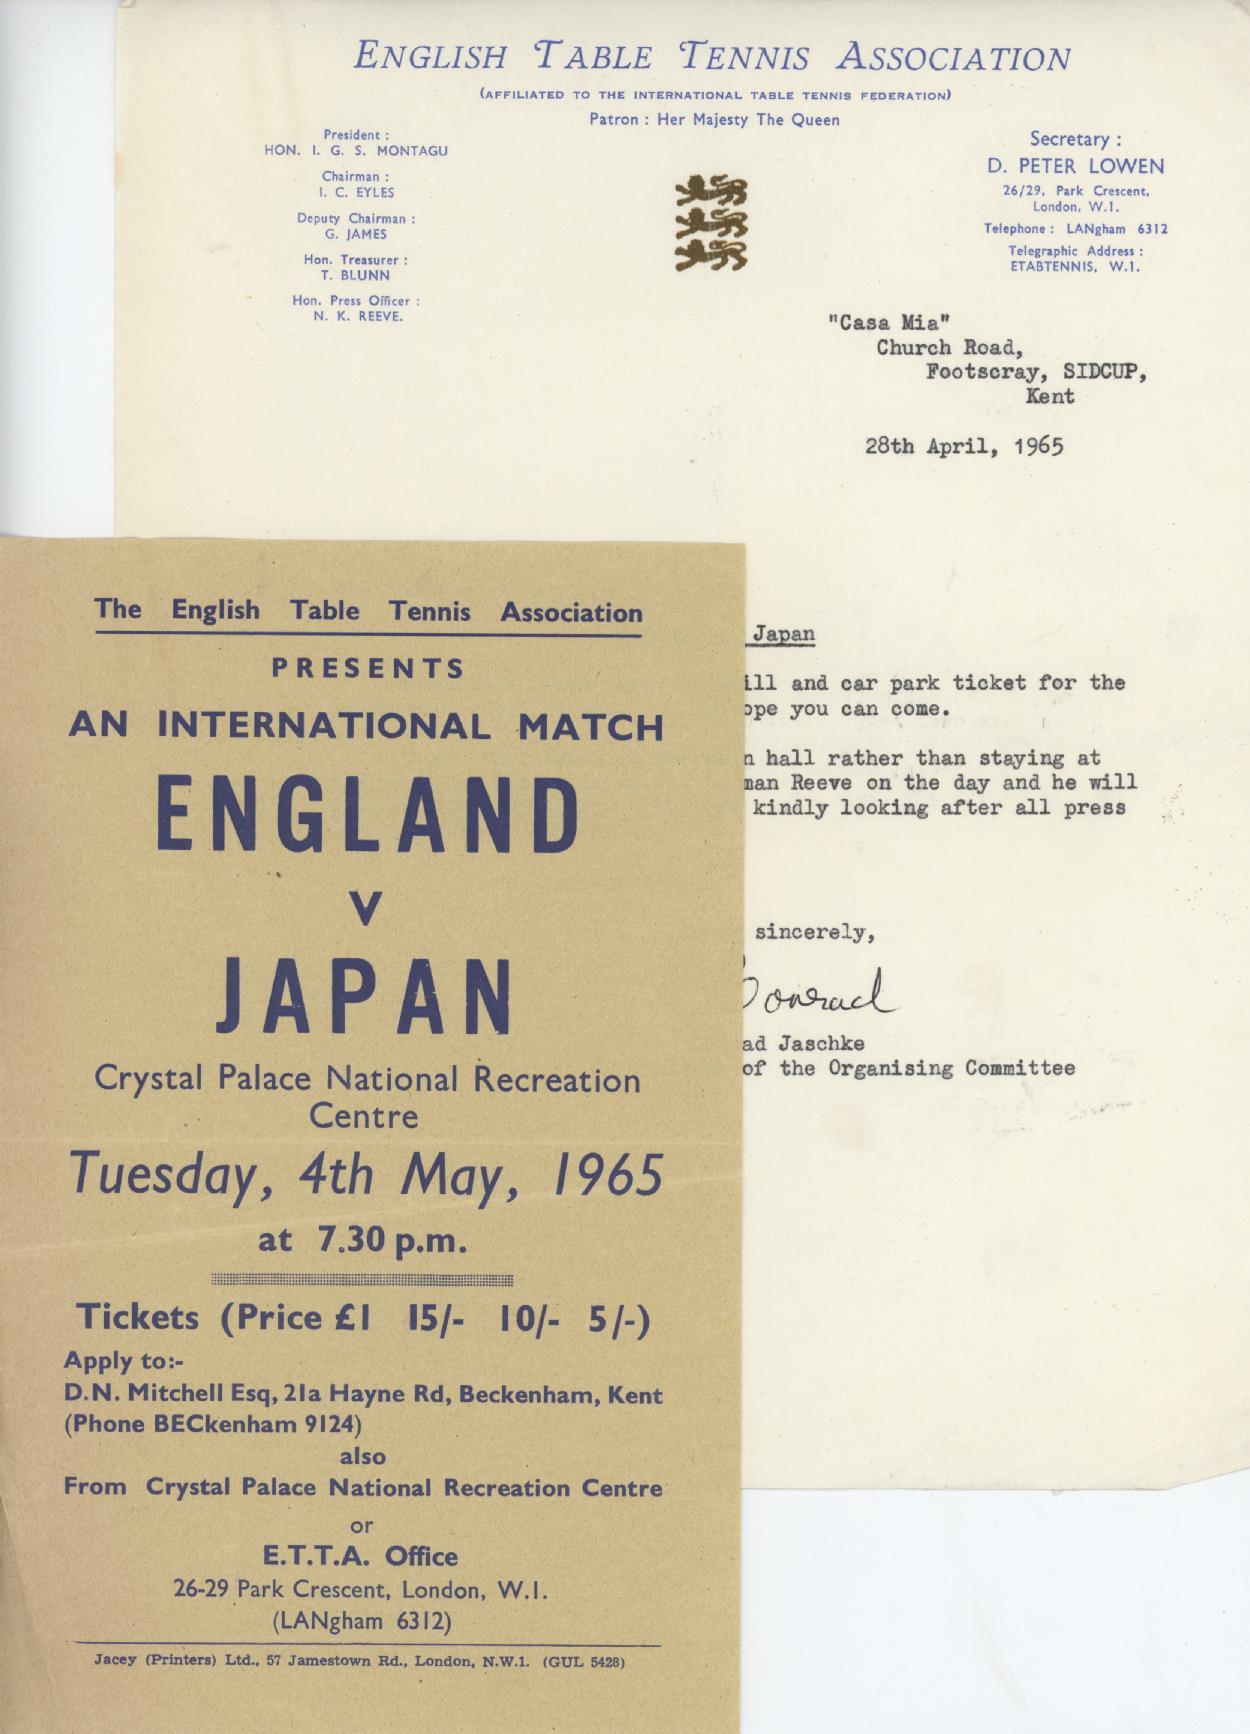 ENGLISH TABLE TENNIS ASSOCIATION
(AFFILIATED TO THE INTERNATIONAL TABLE TENNIS FEDERATION)
Patron : Her Majesty The Queen
President :
HON. I. G. S. MONTAGU
Chairman :
I. C. EYLES
Deputy Chairman :
G. JAMES
Hon. Treasurer :
T. BLUNN
Hon. Press Officer :
N. K. REEVE.
Secretary :
D. PETER LOWEN
26/29, Park Crescent,
London, W.1.
Telephone : LANgham 6312
Telegraphic Address :
ETABTENNIS, W.1.
"Casa Mia"
Church Road,
Footscray, SIDCUP,
Kent
28th April, 1965
Japan
ill and car park ticket for the
ope you can come.
n hall rather than staying at
man Reeve on the day and he will
kindly looking after all press
sincerely,
Conrad
ad Jaschke
of the Organising Committee
The English Table Tennis Association
PRESENTS
AN INTERNATIONAL MATCH
ENGLAND
v
JAPAN
Crystal Palace National Recreation
Centre
Tuesday, 4th May, 1965
at 7.30 p.m.
Tickets (Price £1 15/- 10/- 5/-)
Apply to:-
D.N. Mitchell Esq, 21a Hayne Rd, Beckenham, Kent
(Phone BECkenham 9124)
also
From Crystal Palace National Recreation Centre
or
E.T.T.A. Office
26-29 Park Crescent, London, W.1.
(LANgham 6312)
Jacey (Printers) Ltd., 57 Jamestown Rd., London, N.W.1. (GUL 5428)